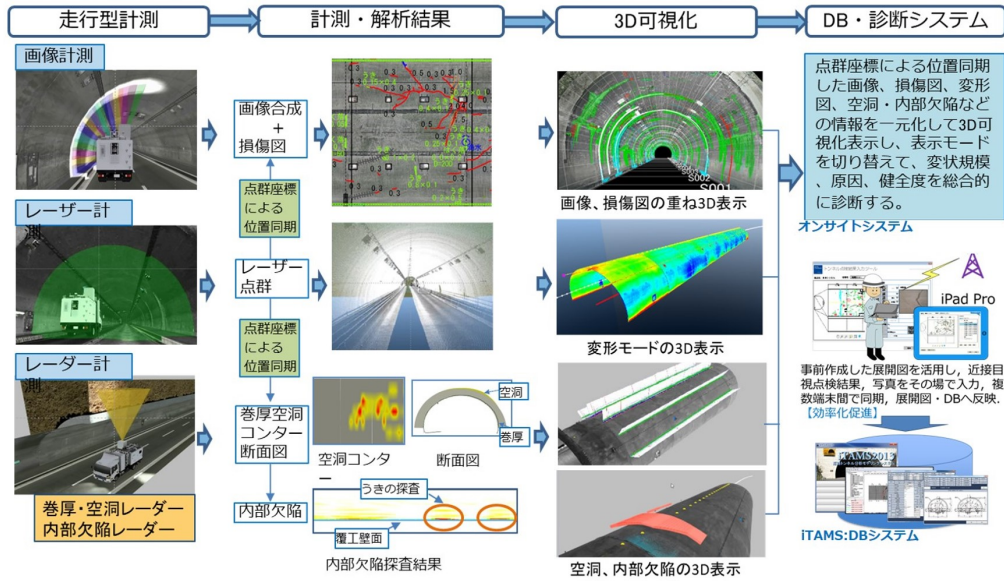 走行型計測
計測・解析結果
3D可視化
DB・診断システム
画像計測
画像合成
+
損傷図
点群座標
による
位置同期
レーザー計
測
レーザー
点群
点群座標
による
位置同期
レーダー計
測
巻厚空洞
コンター
断面図
内部欠陥
巻厚・空洞レーダー
内部欠陥レーダー
空洞コンタ
ー
断面図
空洞
巻厚
うきの探査
覆工壁面
内部欠陥探査結果
S002
S001
画像、損傷図の重ね3D表示
変形モードの3D表示
空洞、内部欠陥の3D表示
点群座標による位置同期
した画像、損傷図、変形
図、空洞・内部欠陥など
の情報を一元化して3D可
視化表示し、表示モード
を切り替えて、変状規模
、原因、健全度を総合的
に診断する。
オンサイトシステム
iPad Pro
事前作成した展開図を活用し，近接目
視点検結果，写真をその場で入力，複
数端末間で同期，展開図・DBへ反映．
【効率化促進】
iTAMS:DBシステム